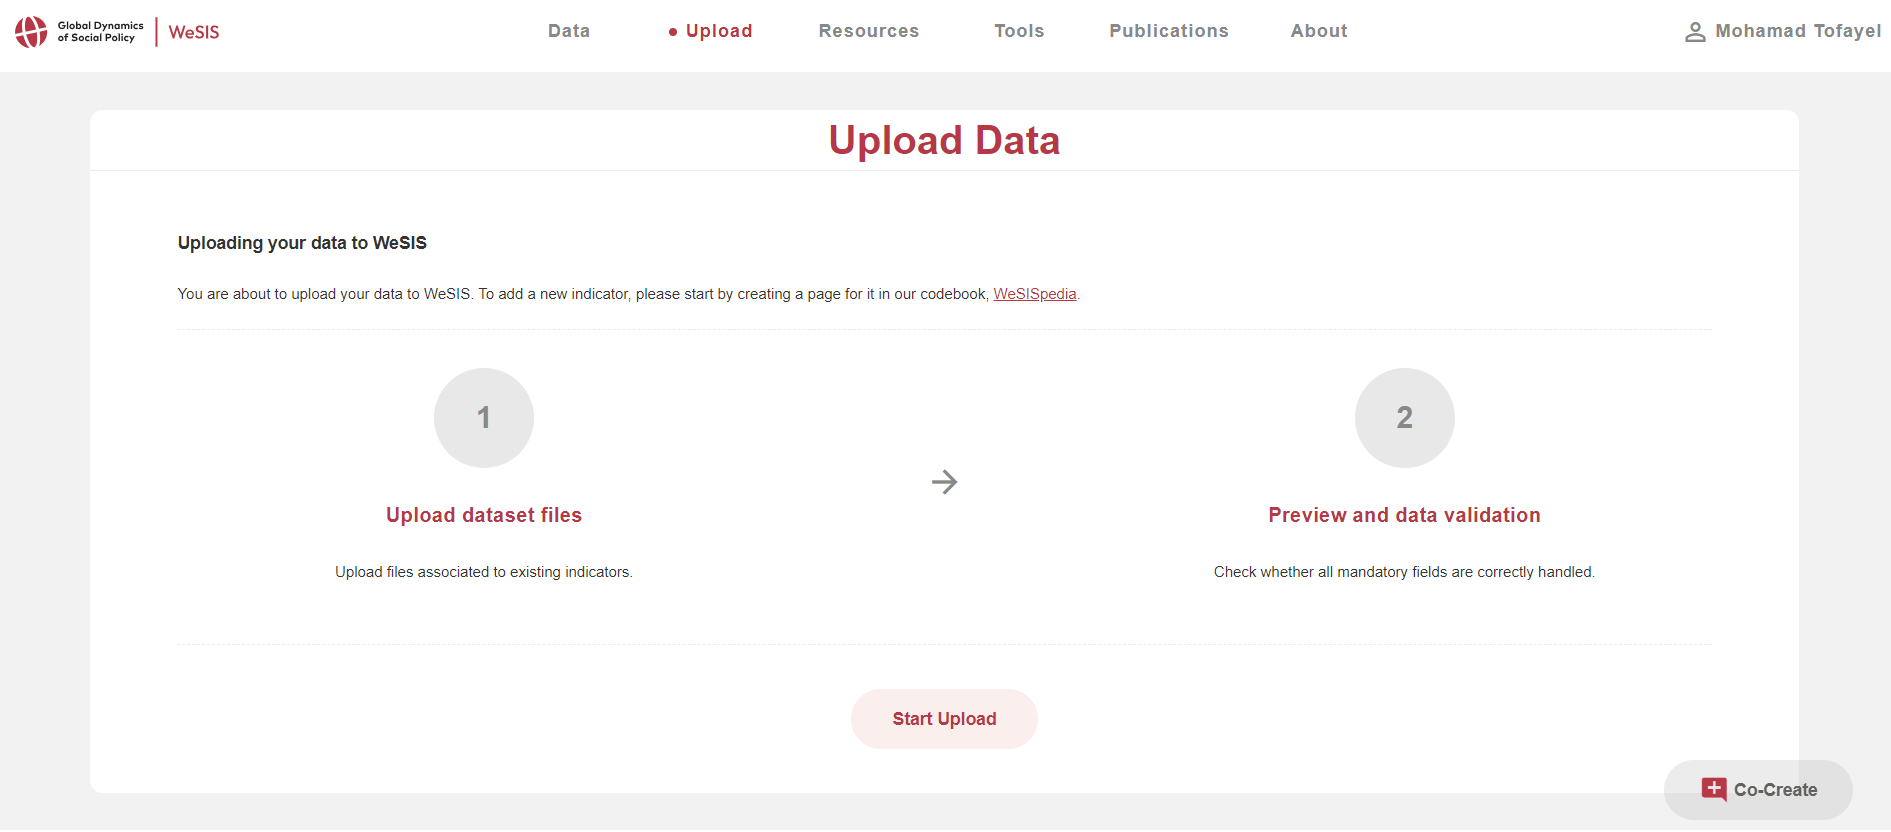 Global Dynamics
of Social Policy
WeSIS
Data
Upload
Resources
Tools
Publications
About
Mohamad Tofayel
Upload Data
Uploading your data to WeSIS
You are about to upload your data to WeSIS. To add a new indicator, please start by creating a page for it in our codebook, WeSISpedia.
1
2
Upload dataset files
Preview and data validation
Upload files associated to existing indicators.
Check whether all mandatory fields are correctly handled.
Start Upload
Co-Create